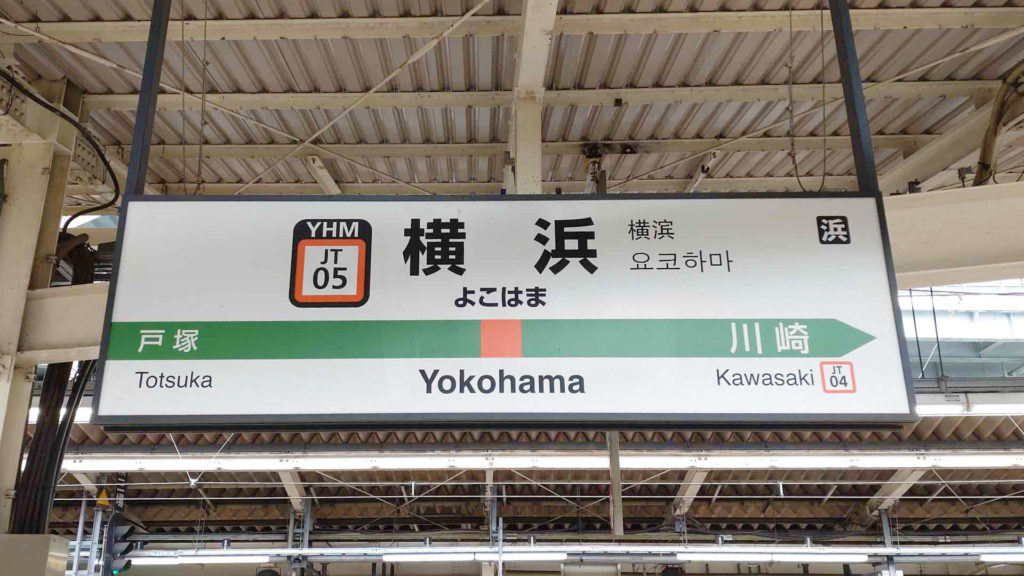 YHM
JT
05
横浜
よこはま
横滨
요코하마
浜
戸塚
川崎
Totsuka
Yokohama
Kawasaki
JT
04